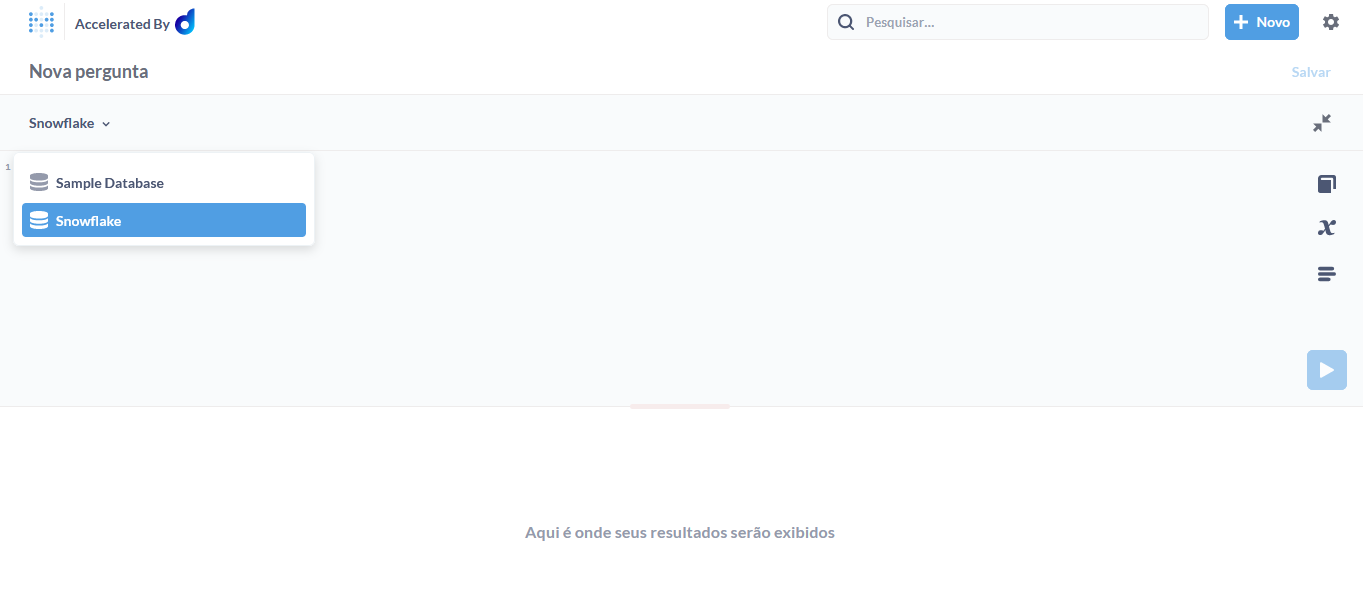 Accelerated By
Pesquisar...
Novo
Nova pergunta
Salvar
Snowflake
1
Sample Database
Snowflake
Aqui é onde seus resultados serão exibidos